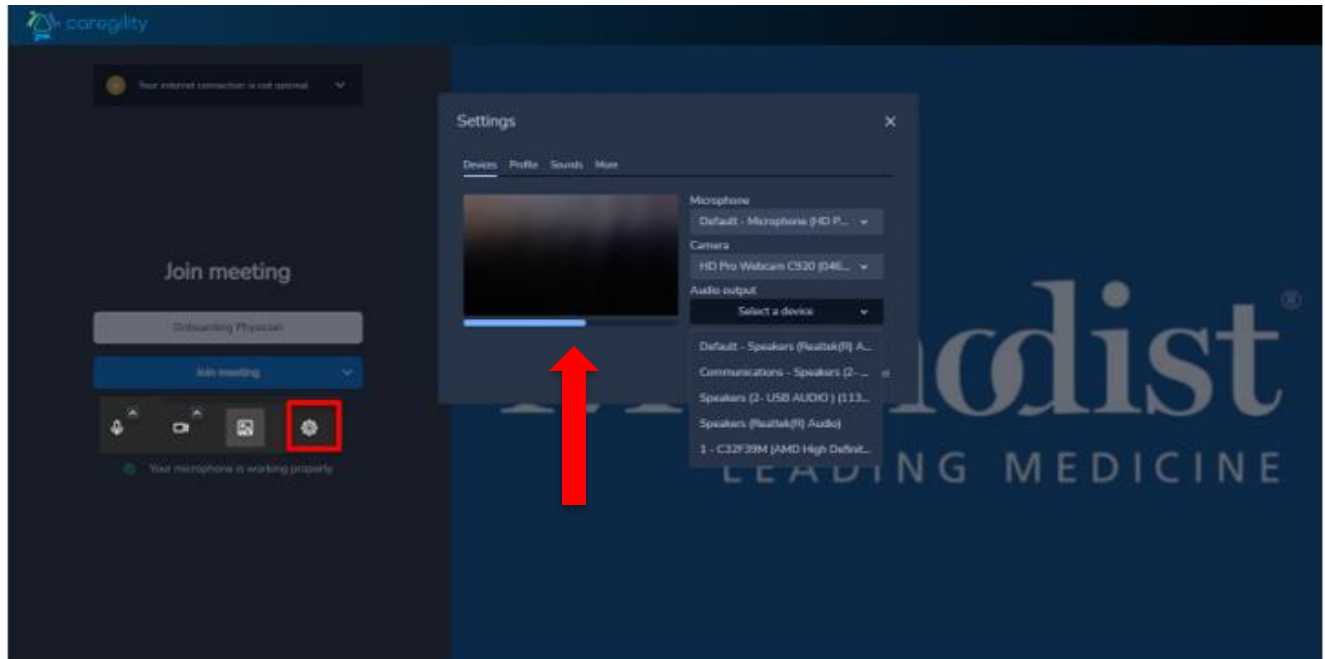 caregility
Your internet connection is not optimal
Settings
Devices Profile Sounds More
Microphone
Default - Microphone (HD P...
Camera
HD Pro Webcam C920 (046...
Audio output
Select a device
Default - Speakers (Realtek(R) A...
Communications - Speakers (2- ...
Speakers (2- USB AUDIO ) (113...
Speakers (Realtek(R) Audio)
1 - C32F39M (AMD High Definit...
Join meeting
Onboarding Physician
Join meeting
Your microphone is working properly
odist®
LEADING MEDICINE